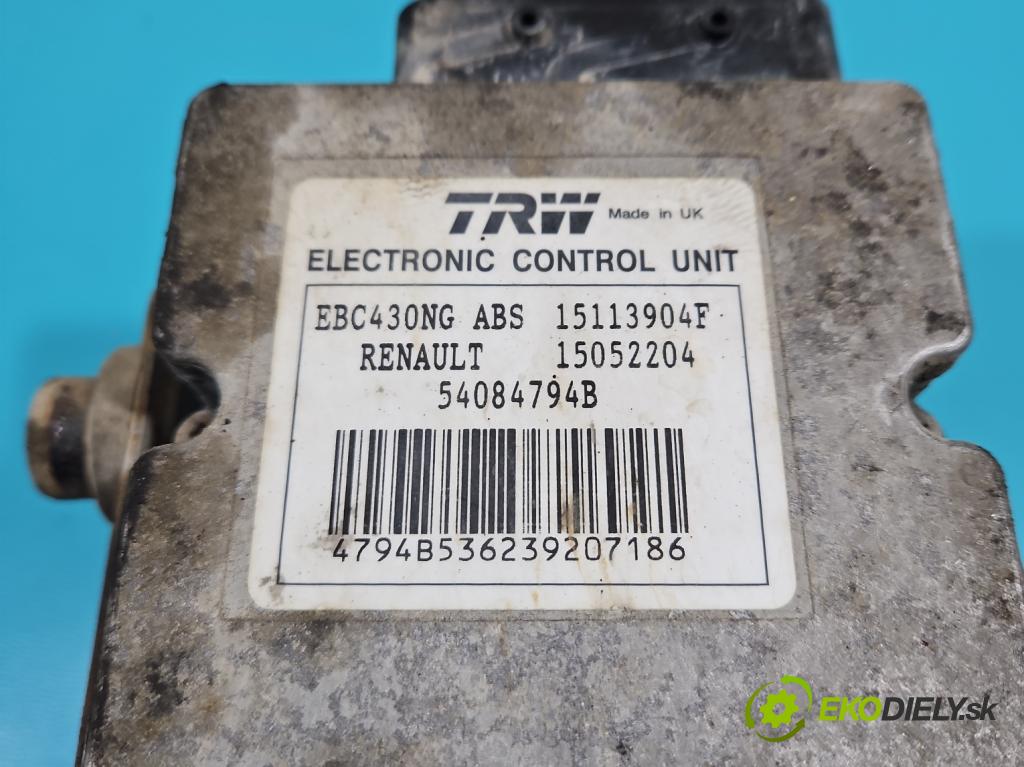 TRW Made in UK
ELECTRONIC CONTROL UNIT
EBC430NG ABS 15113904F
RENAULT 15052204
54084794B
4794B536239207186
EKODIELY.sk